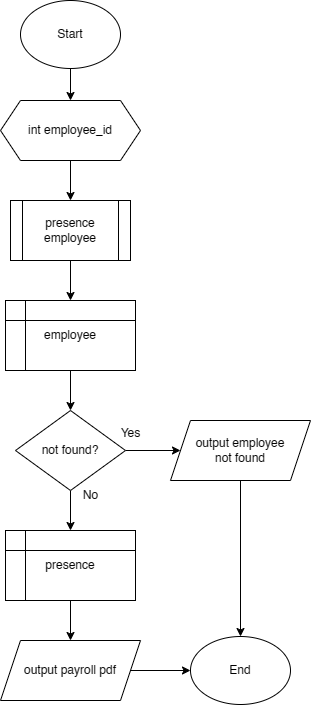 Start
int employee_id
presence
employee
employee
not found?
Yes
output employee
not found
No
presence
output payroll pdf
End